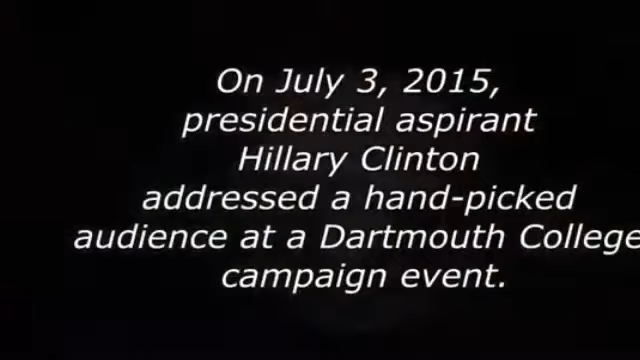 On July 3, 2015,
presidential aspirant
Hillary Clinton
addressed a hand-picked
audience at a Dartmouth College
campaign event.